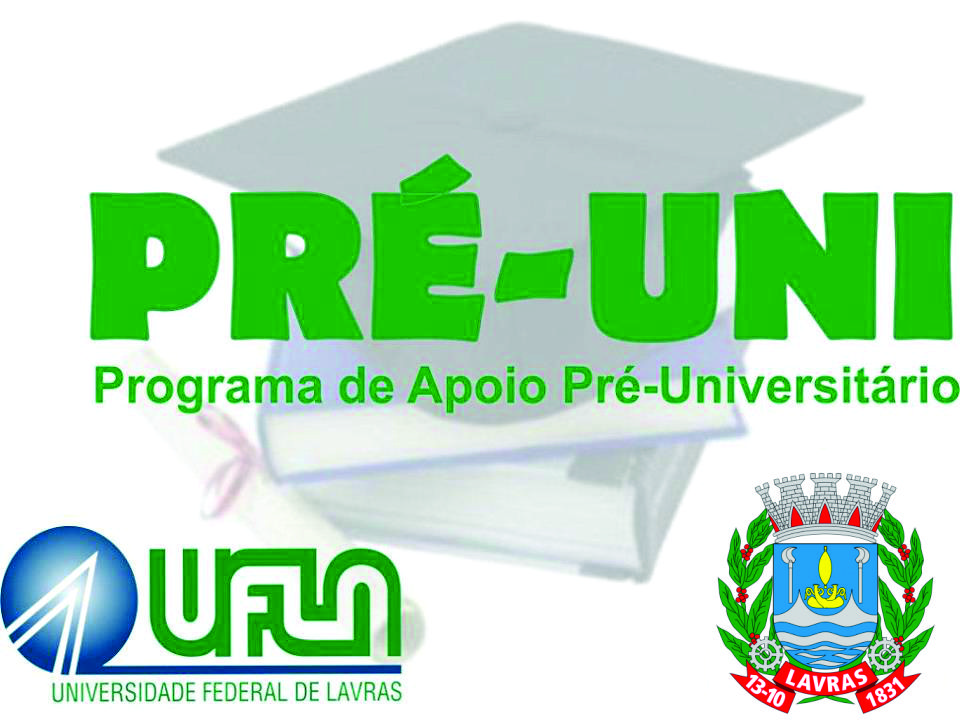 PRÉ-UNI
Programa de Apoio Pré-Universitário
UFLA
UNIVERSIDADE FEDERAL DE LAVRAS
13-10 LAVRAS 1831